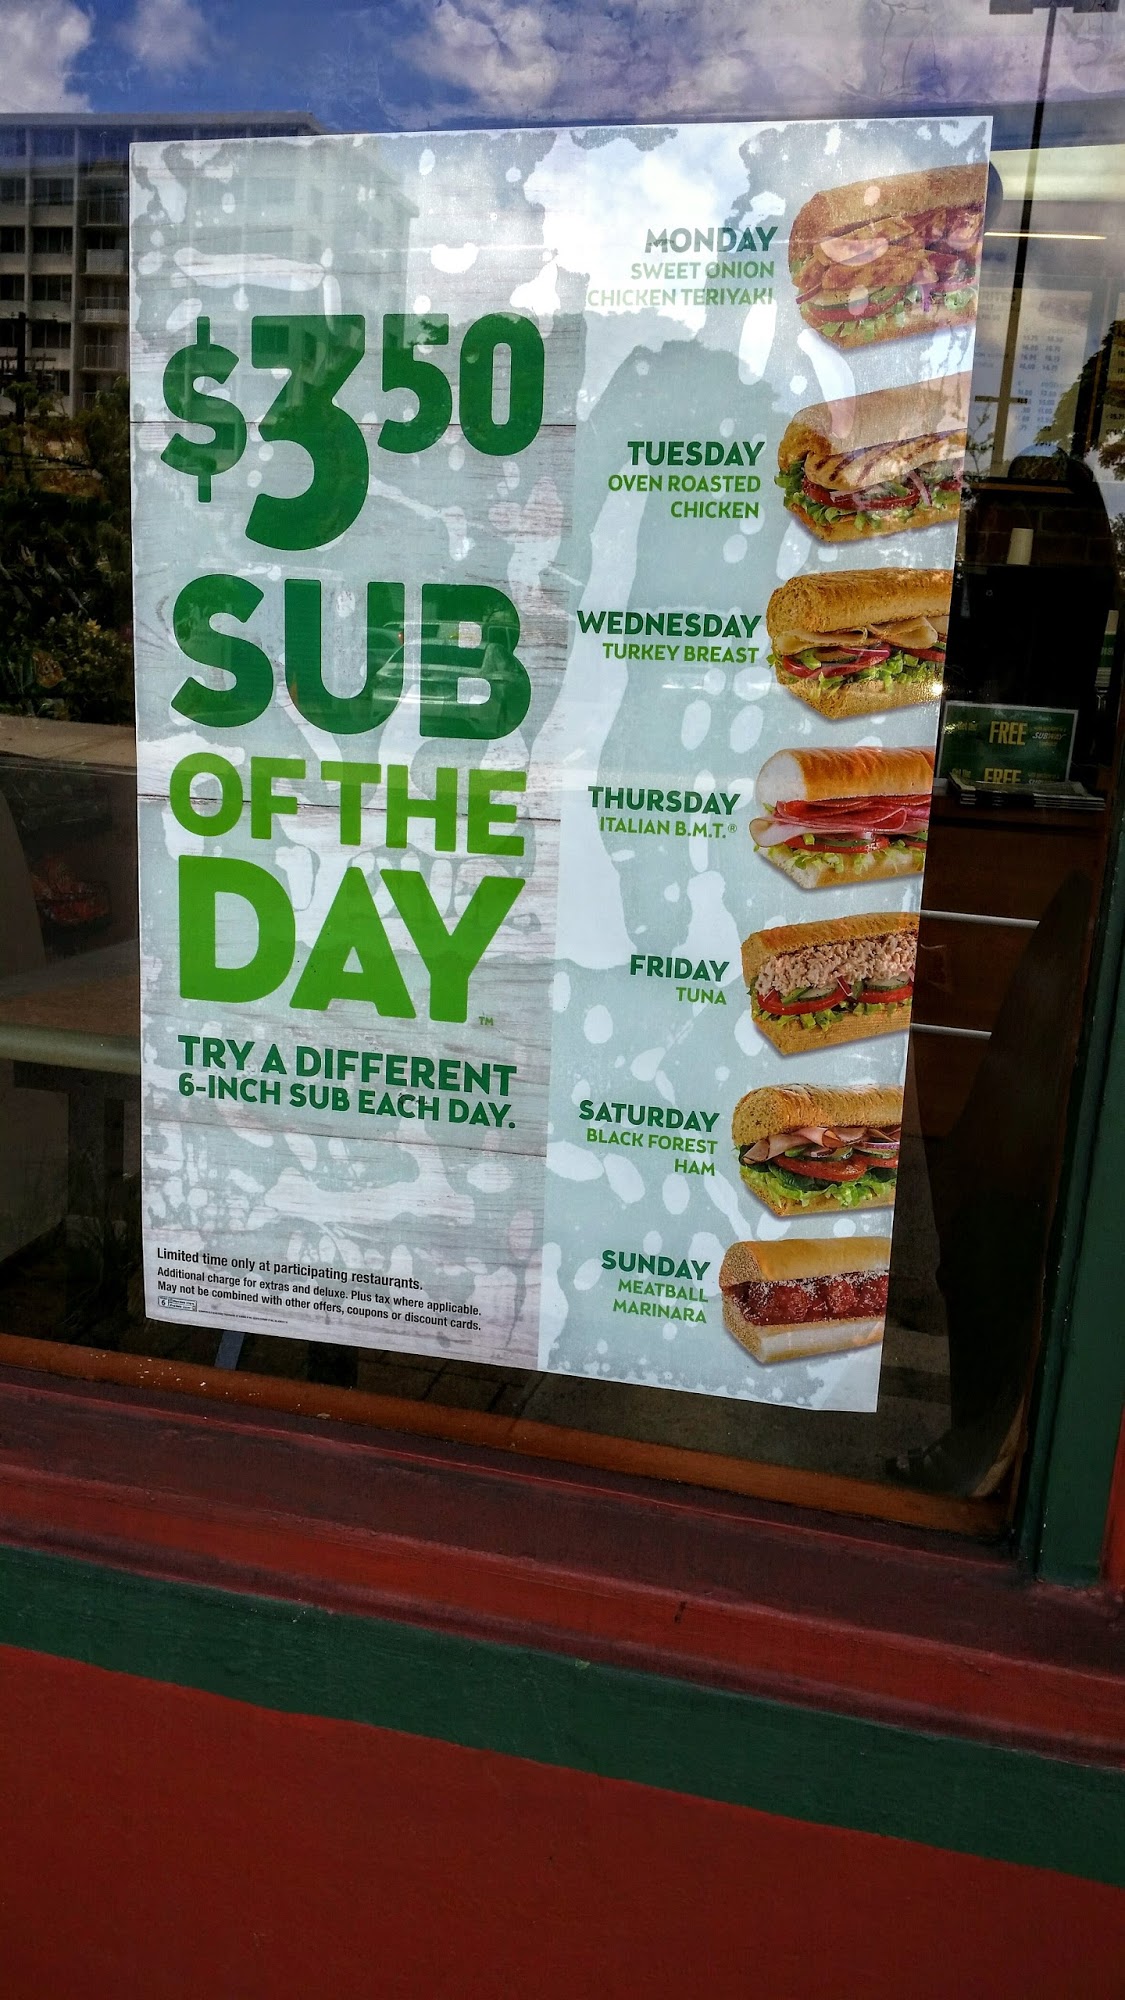 $3.50
SUB
OF THE
DAY™
TRY A DIFFERENT
6-INCH SUB EACH DAY.
Limited time only at participating restaurants.
Additional charge for extras and deluxe. Plus tax where applicable.
May not be combined with other offers, coupons or discount cards.
MONDAY
SWEET ONION
CHICKEN TERIYAKI
TUESDAY
OVEN ROASTED
CHICKEN
WEDNESDAY
TURKEY BREAST
THURSDAY
ITALIAN B.M.T.®
FRIDAY
TUNA
SATURDAY
BLACK FOREST
HAM
SUNDAY
MEATBALL
MARINARA
FREE
SUBWAY
FREE